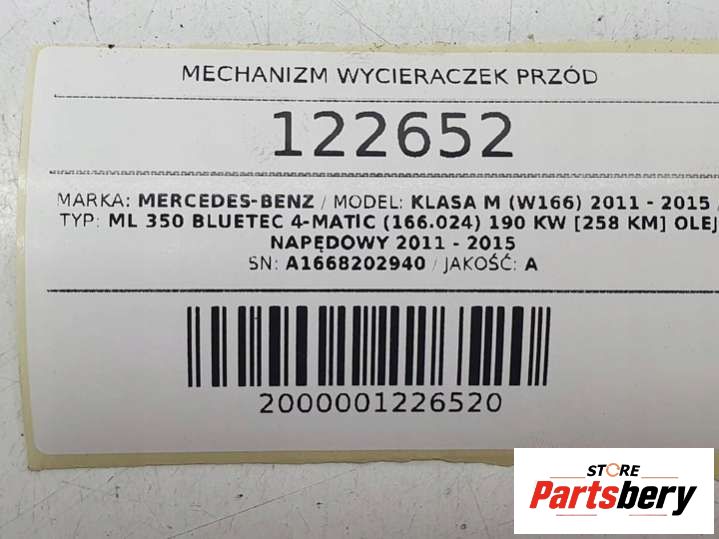 MECHANIZM WYCIERACZEK PRZÓD
122652
MARKA: MERCEDES-BENZ / MODEL: KLASA M (W166) 2011 - 2015 /
TYP: ML 350 BLUETEC 4-MATIC (166.024) 190 KW [258 KM] OLEJ
NAPĘDOWY 2011 - 2015
SN: A1668202940 / JAKOŚĆ: A
2000001226520
STORE
Partsbery